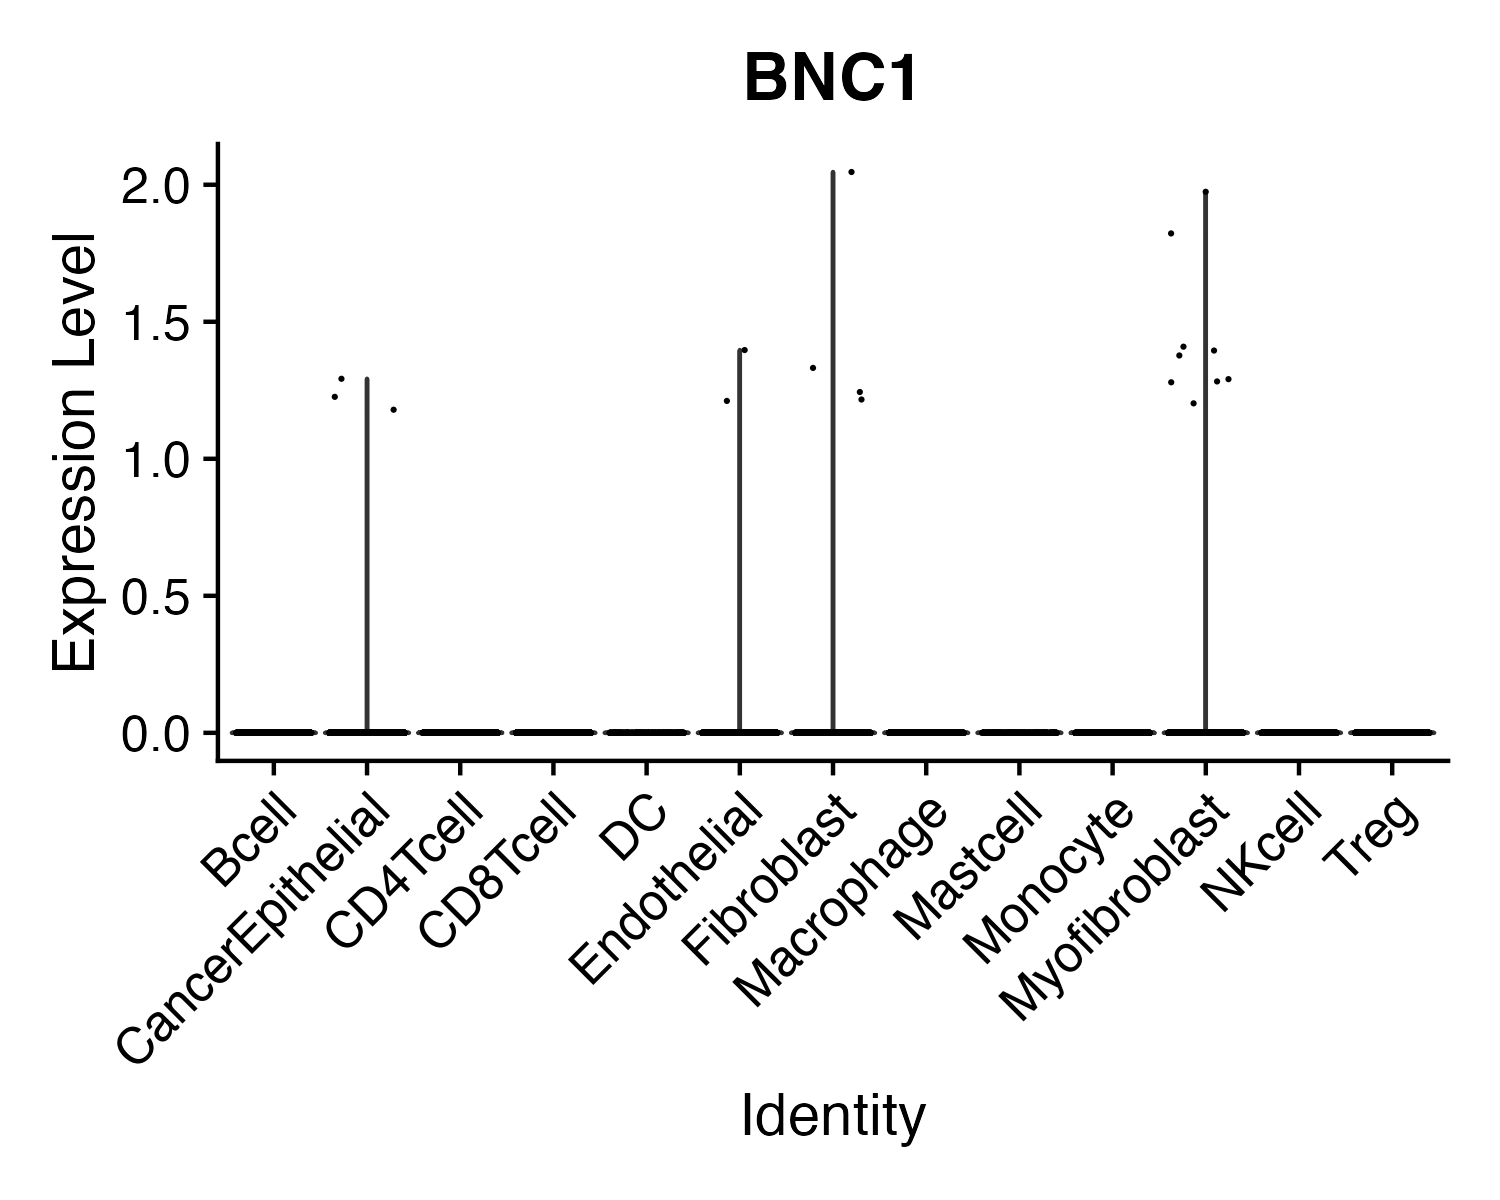 BNC1
Expression Level
2.0
1.5
1.0
0.5
0.0
Bcell
CancerEpithelial
CD4Tcell
CD8Tcell
DC
Endothelial
Fibroblast
Macrophage
Mastcell
Monocyte
Myofibroblast
NKcell
Treg
Identity